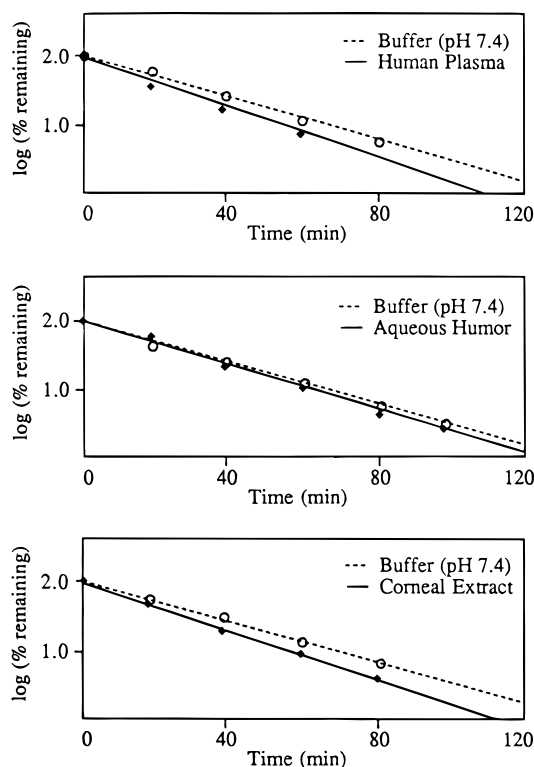 log (% remaining)
2.0
1.0
Buffer (pH 7.4)
Human Plasma
0 40 80 120
Time (min)
log (% remaining)
2.0
1.0
Buffer (pH 7.4)
Aqueous Humor
0 40 80 120
Time (min)
log (% remaining)
2.0
1.0
Buffer (pH 7.4)
Corneal Extract
0 40 80 120
Time (min)